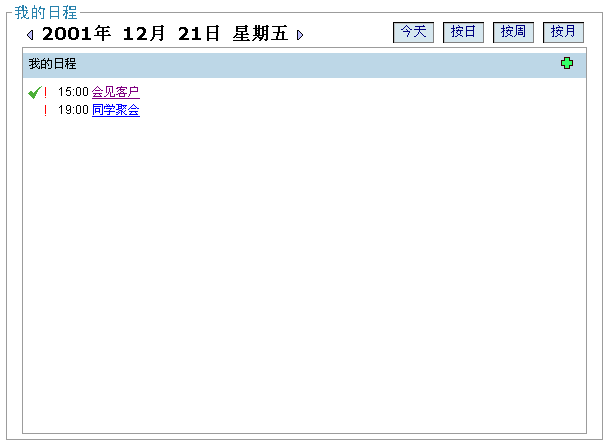 我的日程
2001年 12月 21日 星期五
今天 按日 按周 按月
我的日程
! 15:00 会见客户
! 19:00 同学聚会